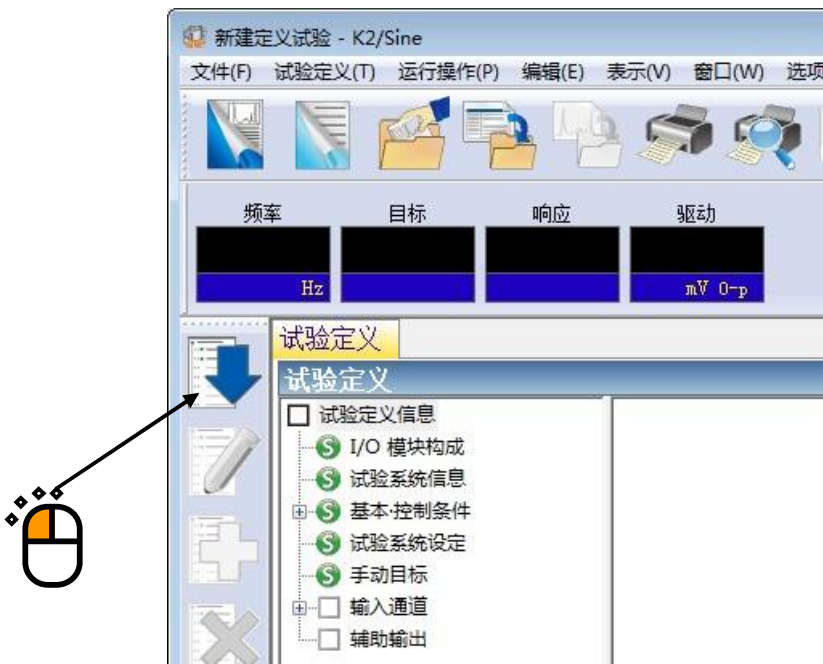 新建定义试验 - K2/Sine
文件(F) 试验定义(T) 运行操作(P) 编辑(E) 表示(V) 窗口(W) 选项
频率 目标 响应 驱动
Hz mV 0-p
试验定义
试验定义
试验定义信息
I/O 模块构成
试验系统信息
基本·控制条件
试验系统设定
手动目标
输入通道
辅助输出